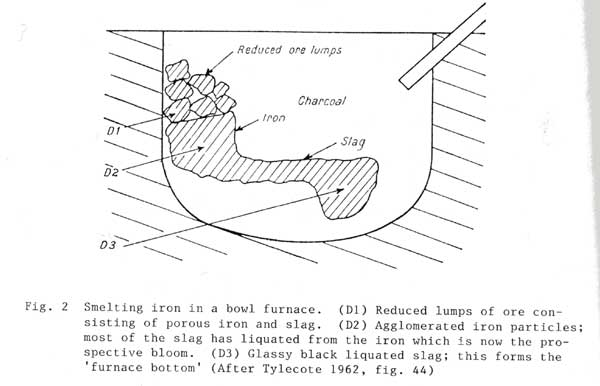 Reduced ore lumps
Charcoal
D1
Iron
Slag
D2
D3
Fig. 2 Smelting iron in a bowl furnace. (D1) Reduced lumps of ore con-
sisting of porous iron and slag. (D2) Agglomerated iron particles;
most of the slag has liquated from the iron which is now the pro-
spective bloom. (D3) Glassy black liquated slag; this forms the
'furnace bottom' (After Tylecote 1962, fig. 44)